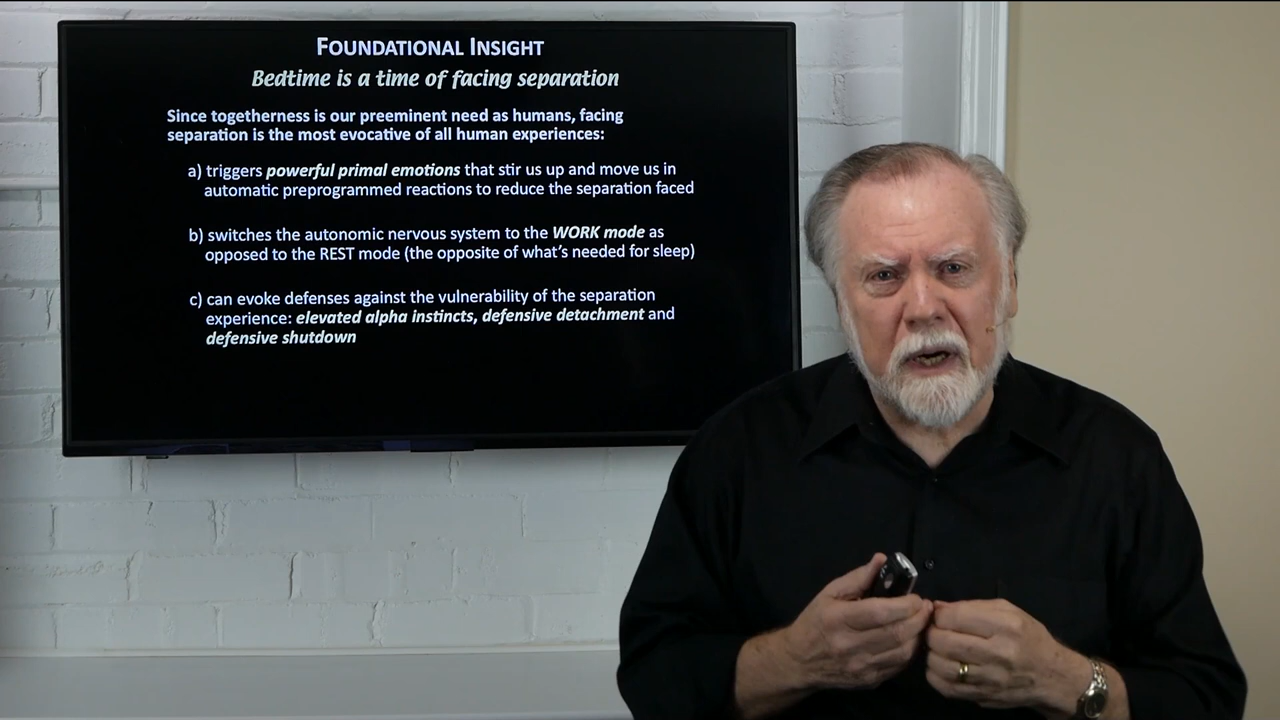 FOUNDATIONAL INSIGHT
Bedtime is a time of facing separation
Since togetherness is our preeminent need as humans, facing
separation is the most evocative of all human experiences:
a) triggers powerful primal emotions that stir us up and move us in
automatic preprogrammed reactions to reduce the separation faced
b) switches the autonomic nervous system to the WORK mode as
opposed to the REST mode (the opposite of what's needed for sleep)
c) can evoke defenses against the vulnerability of the separation
experience: elevated alpha instincts, defensive detachment and
defensive shutdown